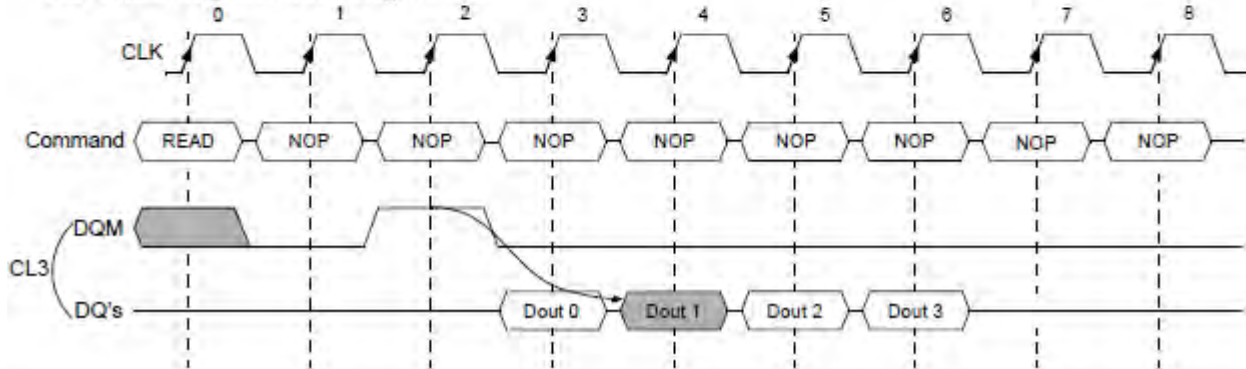 0 1 2 3 4 5 6 7 8
CLK
Command READ NOP NOP NOP NOP NOP NOP NOP NOP
DQM
CL3
DQ's Dout 0 Dout 1 Dout 2 Dout 3